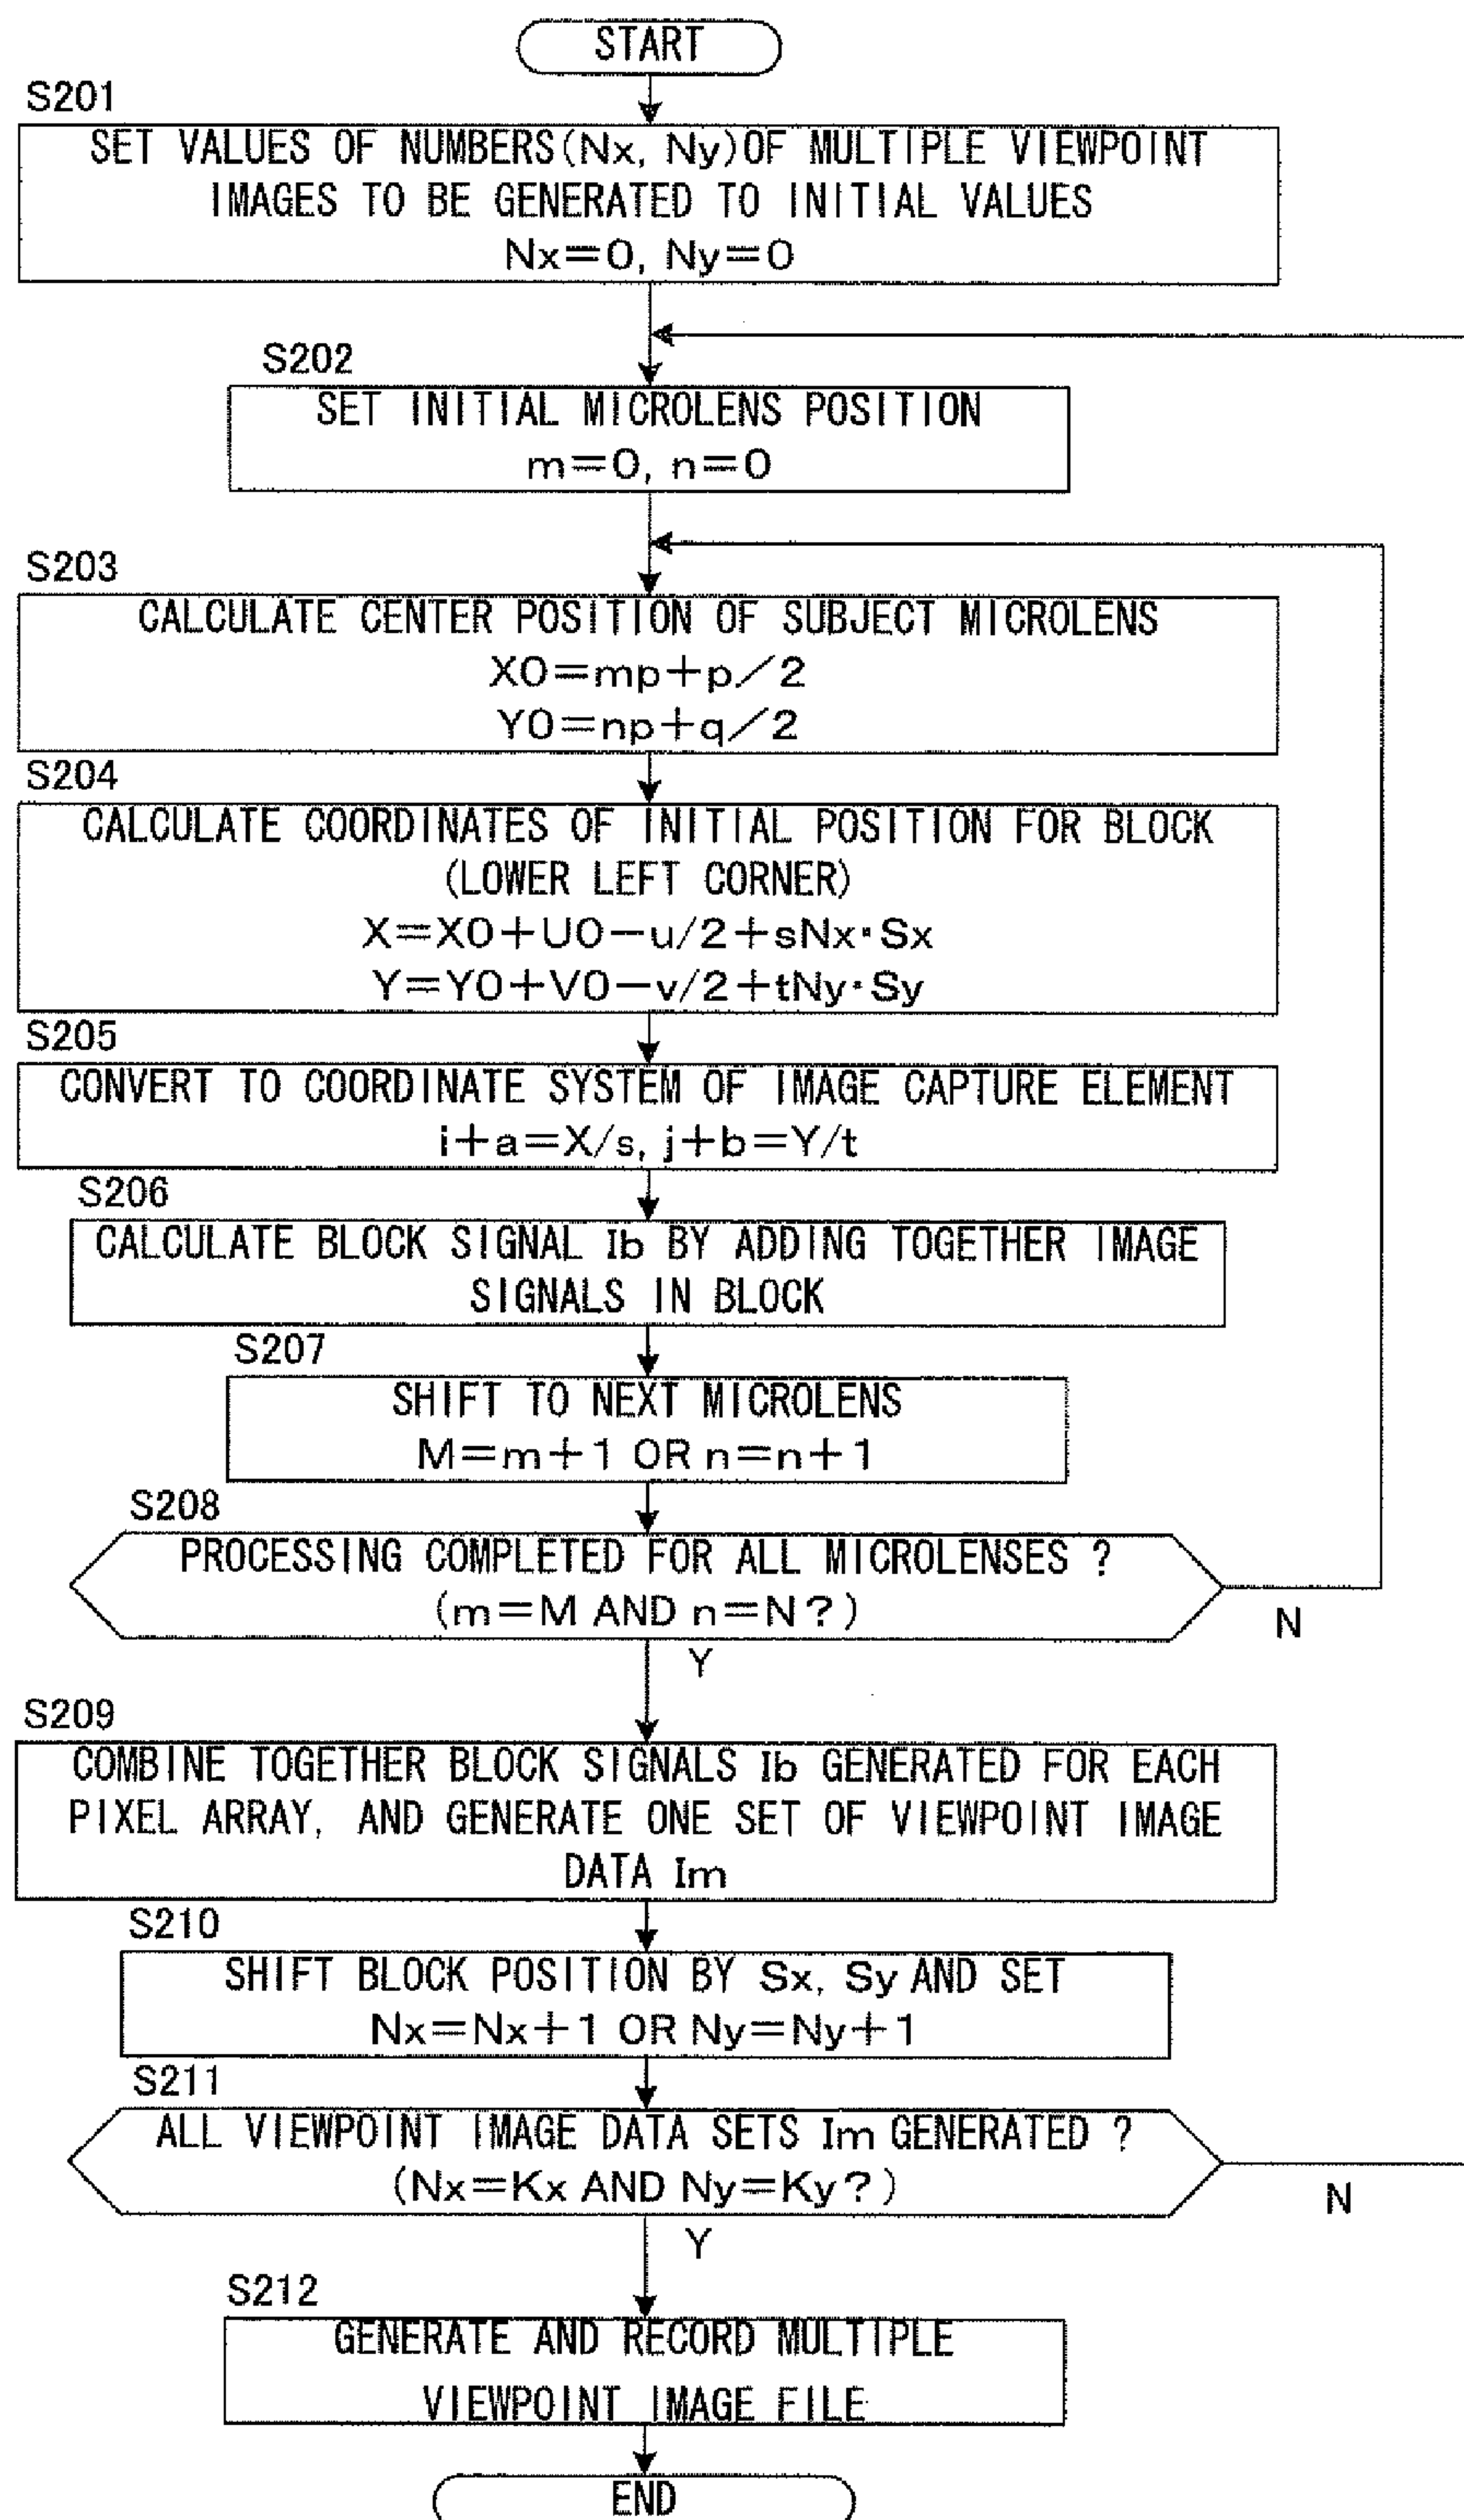 START
S201
SET VALUES OF NUMBERS(Nx, Ny)OF MULTIPLE VIEWPOINT
IMAGES TO BE GENERATED TO INITIAL VALUES
Nx=0, Ny=0
S202
SET INITIAL MICROLENS POSITION
m=0, n=0
S203
CALCULATE CENTER POSITION OF SUBJECT MICROLENS
X0=mp+p/2
Y0=np+q/2
S204
CALCULATE COORDINATES OF INITIAL POSITION FOR BLOCK
(LOWER LEFT CORNER)
X=X0+U0-u/2+sNx·Sx
Y=Y0+V0-v/2+tNy·Sy
S205
CONVERT TO COORDINATE SYSTEM OF IMAGE CAPTURE ELEMENT
i+a=X/s, j+b=Y/t
S206
CALCULATE BLOCK SIGNAL Ib BY ADDING TOGETHER IMAGE
SIGNALS IN BLOCK
S207
SHIFT TO NEXT MICROLENS
M=m+1 OR n=n+1
S208
PROCESSING COMPLETED FOR ALL MICROLENSES ?
(m=M AND n=N?)
N
Y
S209
COMBINE TOGETHER BLOCK SIGNALS Ib GENERATED FOR EACH
PIXEL ARRAY, AND GENERATE ONE SET OF VIEWPOINT IMAGE
DATA Im
S210
SHIFT BLOCK POSITION BY Sx, Sy AND SET
Nx=Nx+1 OR Ny=Ny+1
S211
ALL VIEWPOINT IMAGE DATA SETS Im GENERATED ?
(Nx=Kx AND Ny=Ky?)
N
Y
S212
GENERATE AND RECORD MULTIPLE
VIEWPOINT IMAGE FILE
END